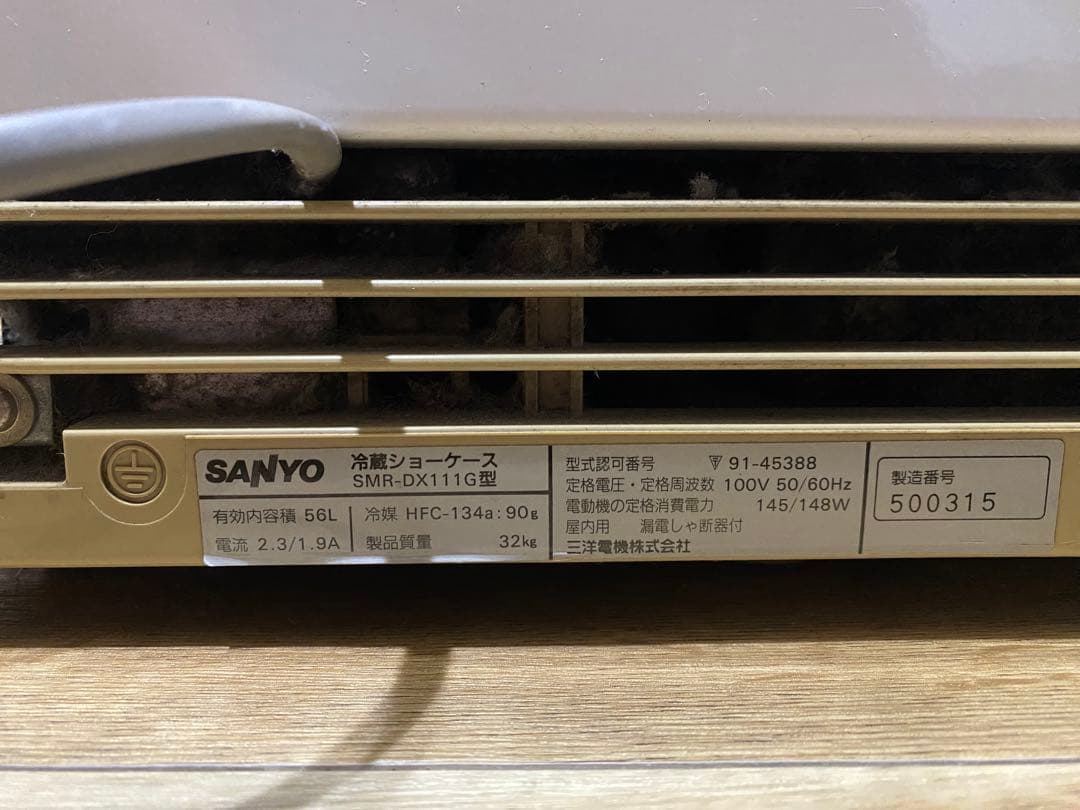 SANYO 冷蔵ショーケース
SMR-DX111G型
有効内容積 56L
冷媒 HFC-134a:90g
電流 2.3/1.9A
製品質量 32kg
型式認可番号 91-45388
定格電圧・定格周波数 100V 50/60Hz
電動機の定格消費電力 145/148W
屋内用 漏電しゃ断器付
三洋電機株式会社
製造番号
500315